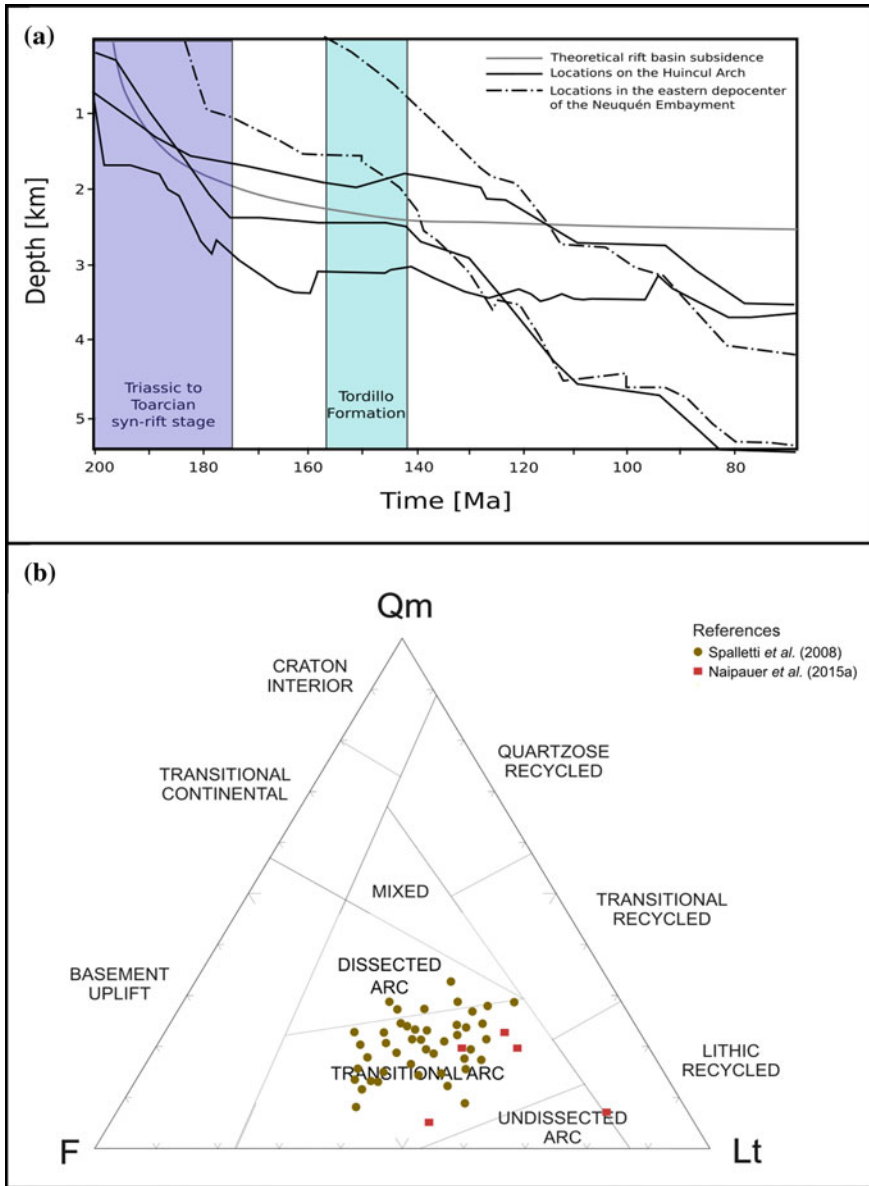 (a)
Theoretical rift basin subsidence
Locations on the Huincul Arch
Locations in the eastern depocenter
of the Neuquén Embayment
Depth [km]
1
2
3
4
5
Triassic to
Toarcian
syn-rift stage
Tordillo
Formation
200
180
160
140
120
100
80
Time [Ma]
(b)
Qm
References
Spalletti et al. (2008)
Naipauer et al. (2015a)
CRATON
INTERIOR
QUARTZOSE
RECYCLED
TRANSITIONAL
CONTINENTAL
MIXED
TRANSITIONAL
RECYCLED
DISSECTED
ARC
BASEMENT
UPLIFT
LITHIC
RECYCLED
TRANSITIONAL ARC
UNDISSECTED
ARC
F
Lt